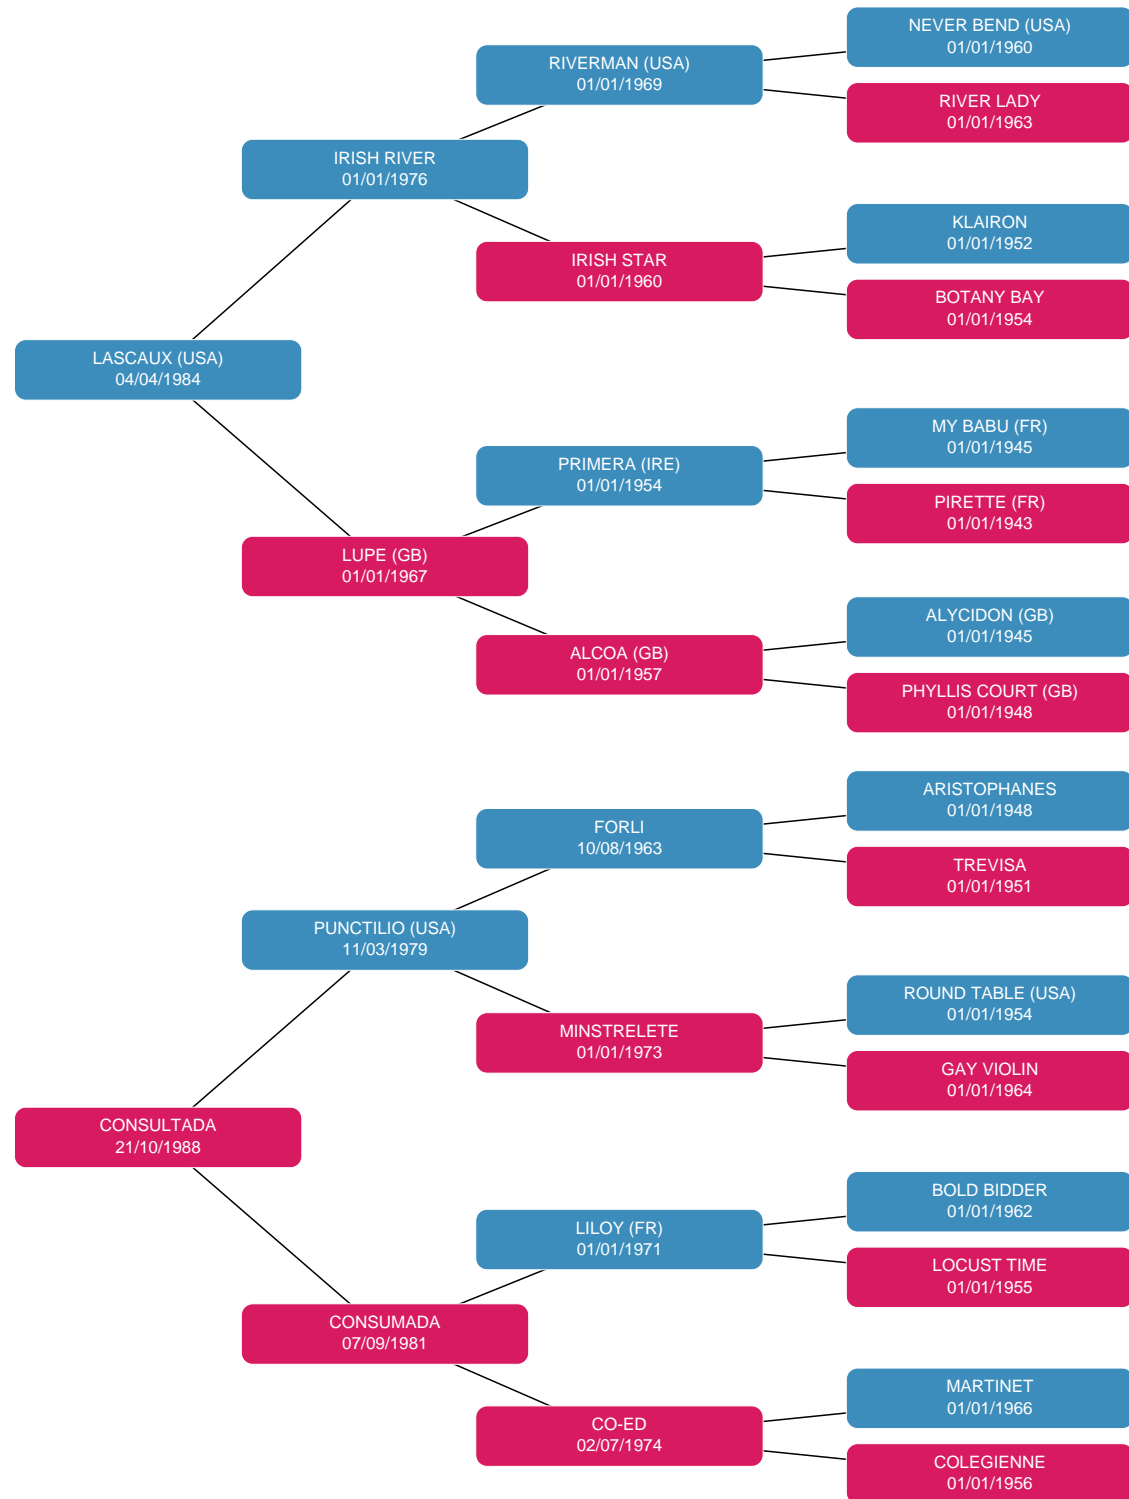 NEVER BEND (USA)
01/01/1960
RIVERMAN (USA)
01/01/1969
RIVER LADY
01/01/1963
IRISH RIVER
01/01/1976
KLAIRON
01/01/1952
IRISH STAR
01/01/1960
BOTANY BAY
01/01/1954
LASCAUX (USA)
04/04/1984
MY BABU (FR)
01/01/1945
PRIMERA (IRE)
01/01/1954
PIRETTE (FR)
01/01/1943
LUPE (GB)
01/01/1967
ALYCIDON (GB)
01/01/1945
ALCOA (GB)
01/01/1957
PHYLLIS COURT (GB)
01/01/1948
ARISTOPHANES
01/01/1948
FORLI
10/08/1963
TREVISA
01/01/1951
PUNCTILIO (USA)
11/03/1979
ROUND TABLE (USA)
01/01/1954
MINSTRELETE
01/01/1973
GAY VIOLIN
01/01/1964
CONSULTADA
21/10/1988
BOLD BIDDER
01/01/1962
LILOY (FR)
01/01/1971
LOCUST TIME
01/01/1955
CONSUMADA
07/09/1981
MARTINET
01/01/1966
CO-ED
02/07/1974
COLEGIENNE
01/01/1956